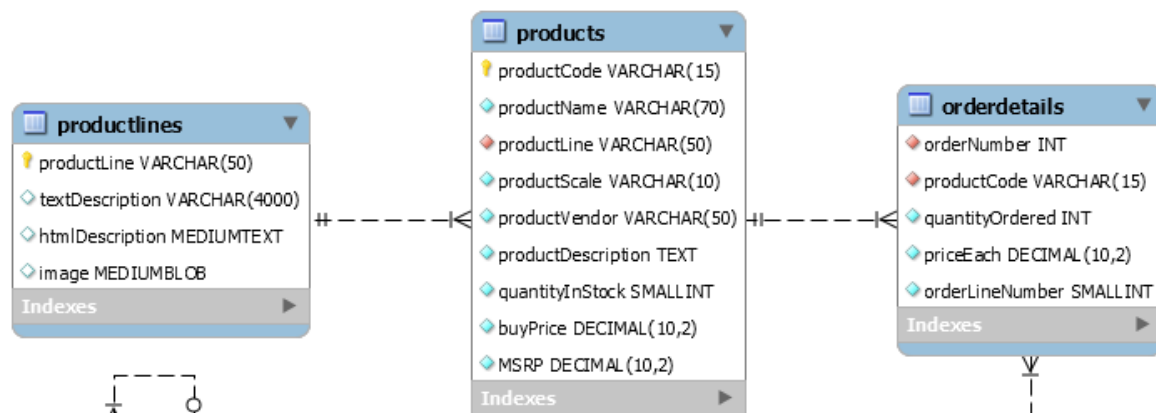 productlines
productLine VARCHAR(50)
textDescription VARCHAR(4000)
htmlDescription MEDIUMTEXT
image MEDIUMBLOB
Indexes
products
productCode VARCHAR(15)
productName VARCHAR(70)
productLine VARCHAR(50)
productScale VARCHAR(10)
productVendor VARCHAR(50)
productDescription TEXT
quantityInStock SMALLINT
buyPrice DECIMAL(10,2)
MSRP DECIMAL(10,2)
Indexes
orderdetails
orderNumber INT
productCode VARCHAR(15)
quantityOrdered INT
priceEach DECIMAL(10,2)
orderLineNumber SMALLINT
Indexes